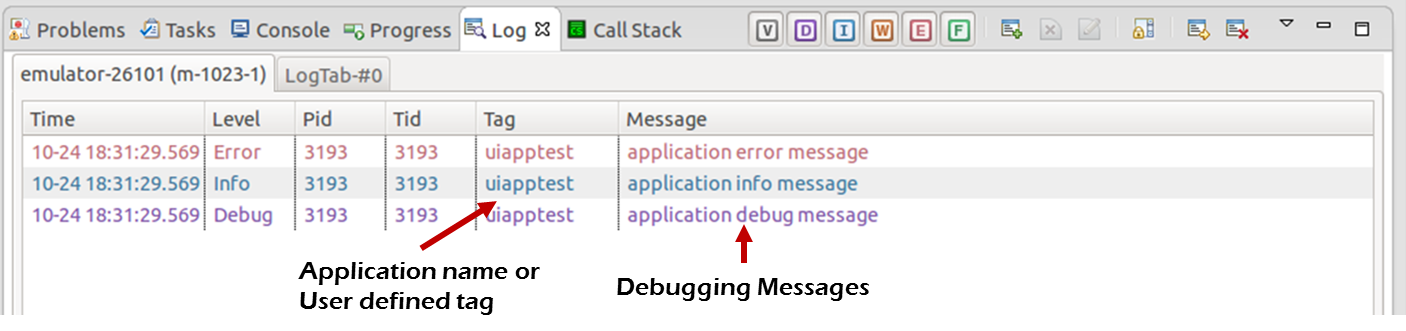 Problems Tasks Console Progress Log Call Stack V D I W E F
emulator-26101 (m-1023-1) LogTab-#0
Time Level Pid Tid Tag Message
10-24 18:31:29.569 Error 3193 3193 uiapptest application error message
10-24 18:31:29.569 Info 3193 3193 uiapptest application info message
10-24 18:31:29.569 Debug 3193 3193 uiapptest application debug message
Application name or
User defined tag
Debugging Messages